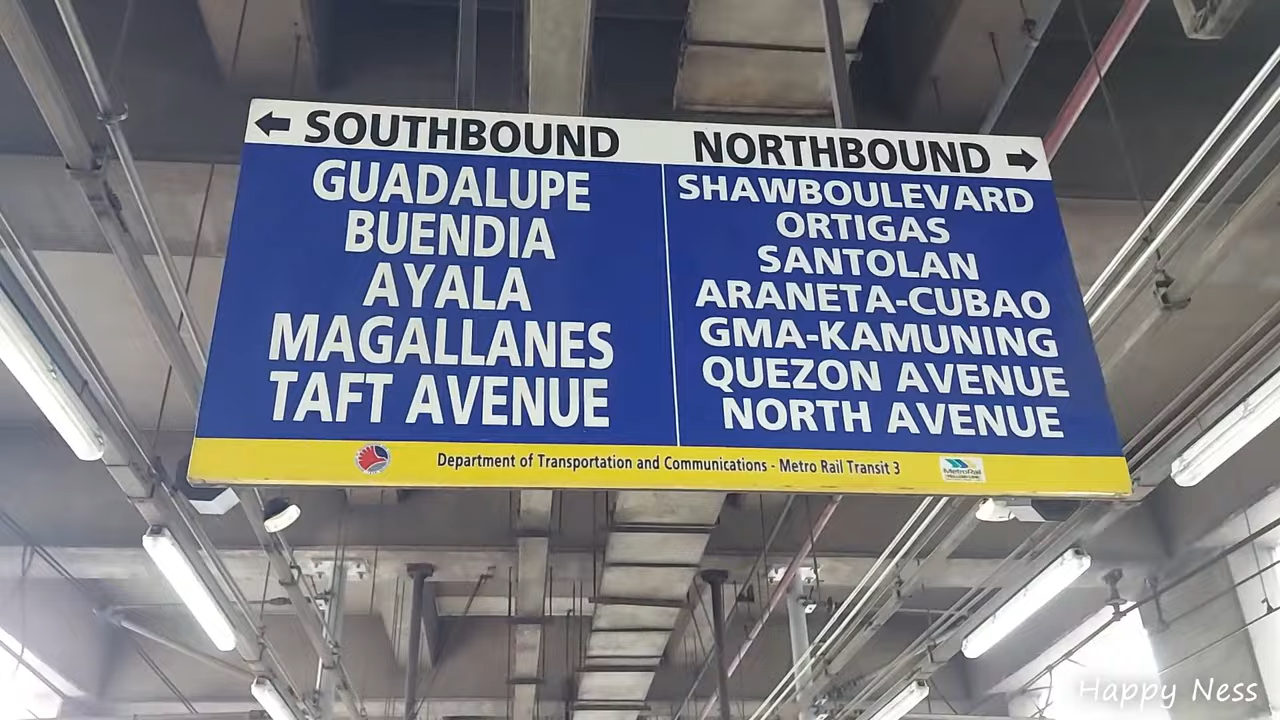 SOUTHBOUND
GUADALUPE
BUENDIA
AYALA
MAGALLANES
TAFT AVENUE
NORTHBOUND
SHAWBOULEVARD
ORTIGAS
SANTOLAN
ARANETA-CUBAO
GMA-KAMUNING
QUEZON AVENUE
NORTH AVENUE
Department of Transportation and Communications - Metro Rail Transit 3
MetroRail
Happy Ness